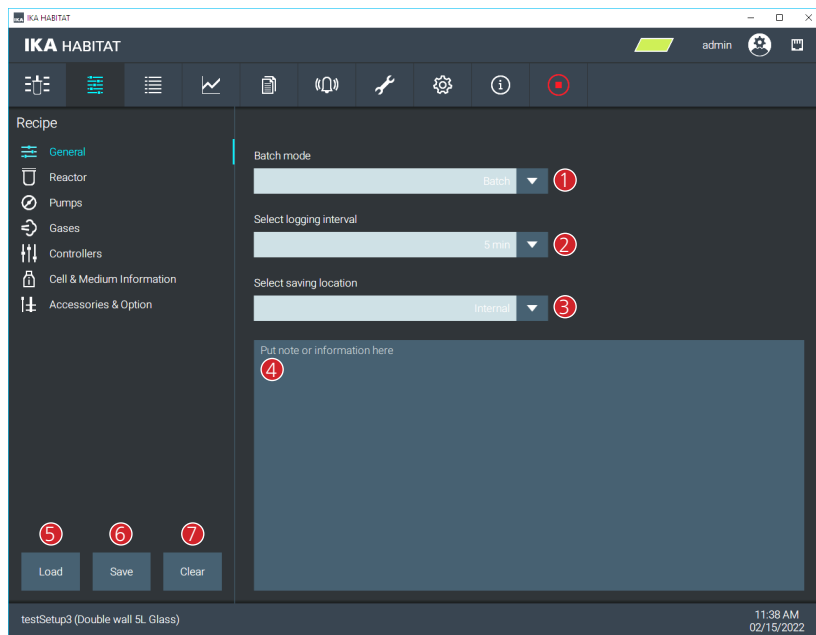 IKA IKA HABITAT
IKA HABITAT
admin
Recipe
General
Reactor
Pumps
Gases
Controllers
Cell & Medium Information
Accessories & Option
Batch mode
Batch
1
Select logging interval
5 min
2
Select saving location
Internal
3
Put note or information here
4
5
6
7
Load
Save
Clear
testSetup3 (Double wall 5L Glass)
11:38 AM
02/15/2022